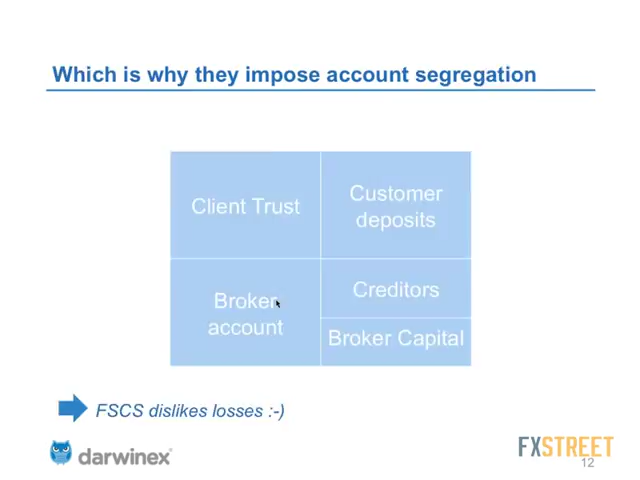 Which is why they impose account segregation
Client Trust
Customer
deposits
Broker
account
Creditors
Broker Capital
FSCS dislikes losses :-)
darwinex
FXSTREET
12